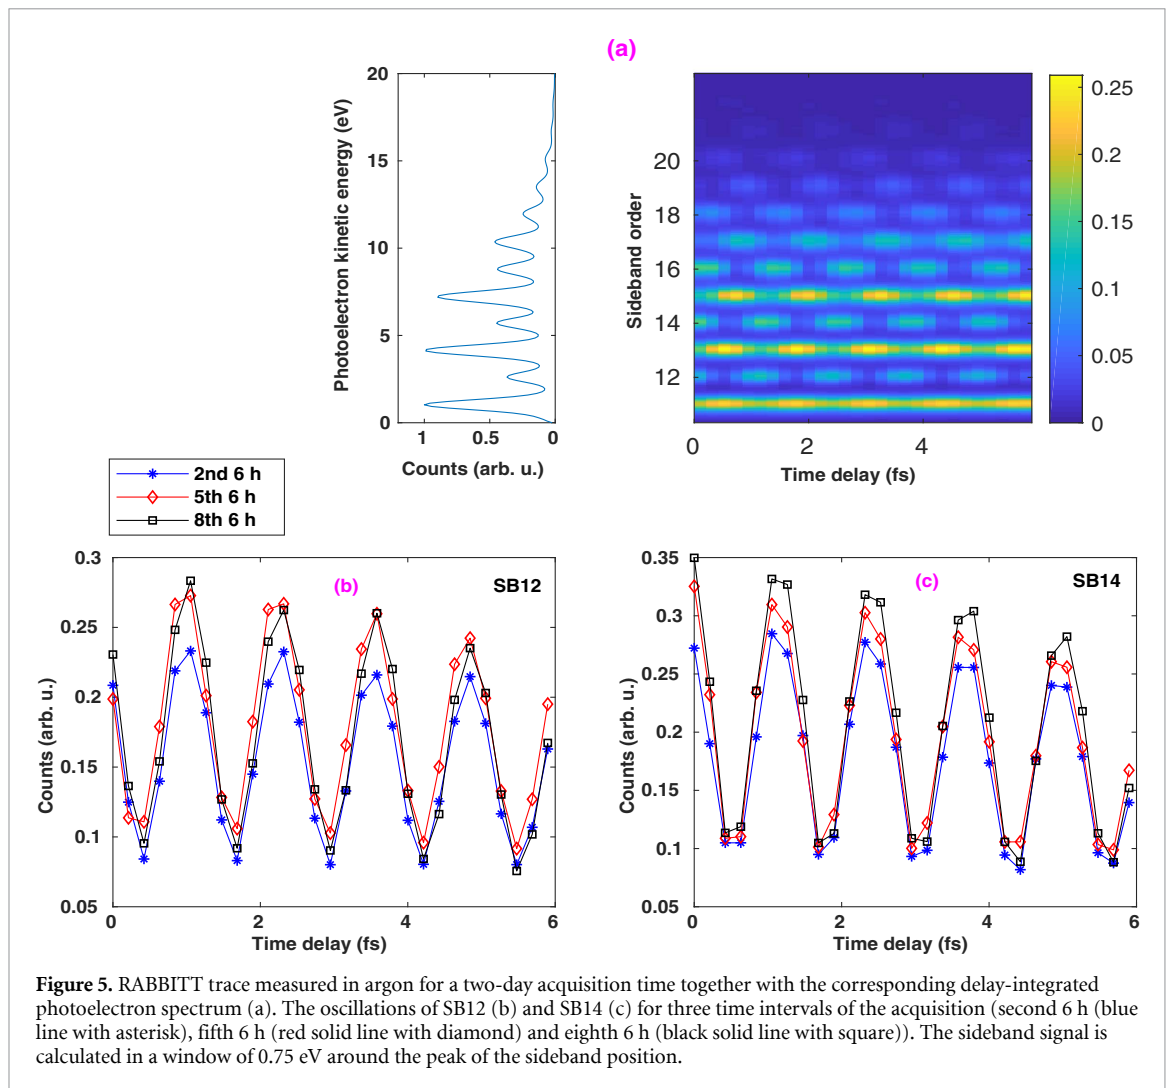 (a)
20
15
10
5
0
Photoelectron kinetic energy (eV)
1
0.5
0
Counts (arb. u.)
20
18
16
14
12
Sideband order
0
2
4
Time delay (fs)
0.25
0.2
0.15
0.1
0.05
0
2nd 6 h
5th 6 h
8th 6 h
0.3
0.25
0.2
0.15
0.1
0.05
Counts (arb. u.)
(b)
SB12
0
2
4
6
Time delay (fs)
0.35
0.3
0.25
0.2
0.15
0.1
0.05
Counts (arb. u.)
(c)
SB14
0
2
4
6
Time delay (fs)
Figure 5. RABBITT trace measured in argon for a two-day acquisition time together with the corresponding delay-integrated
photoelectron spectrum (a). The oscillations of SB12 (b) and SB14 (c) for three time intervals of the acquisition (second 6 h (blue
line with asterisk), fifth 6 h (red solid line with diamond) and eighth 6 h (black solid line with square)). The sideband signal is
calculated in a window of 0.75 eV around the peak of the sideband position.